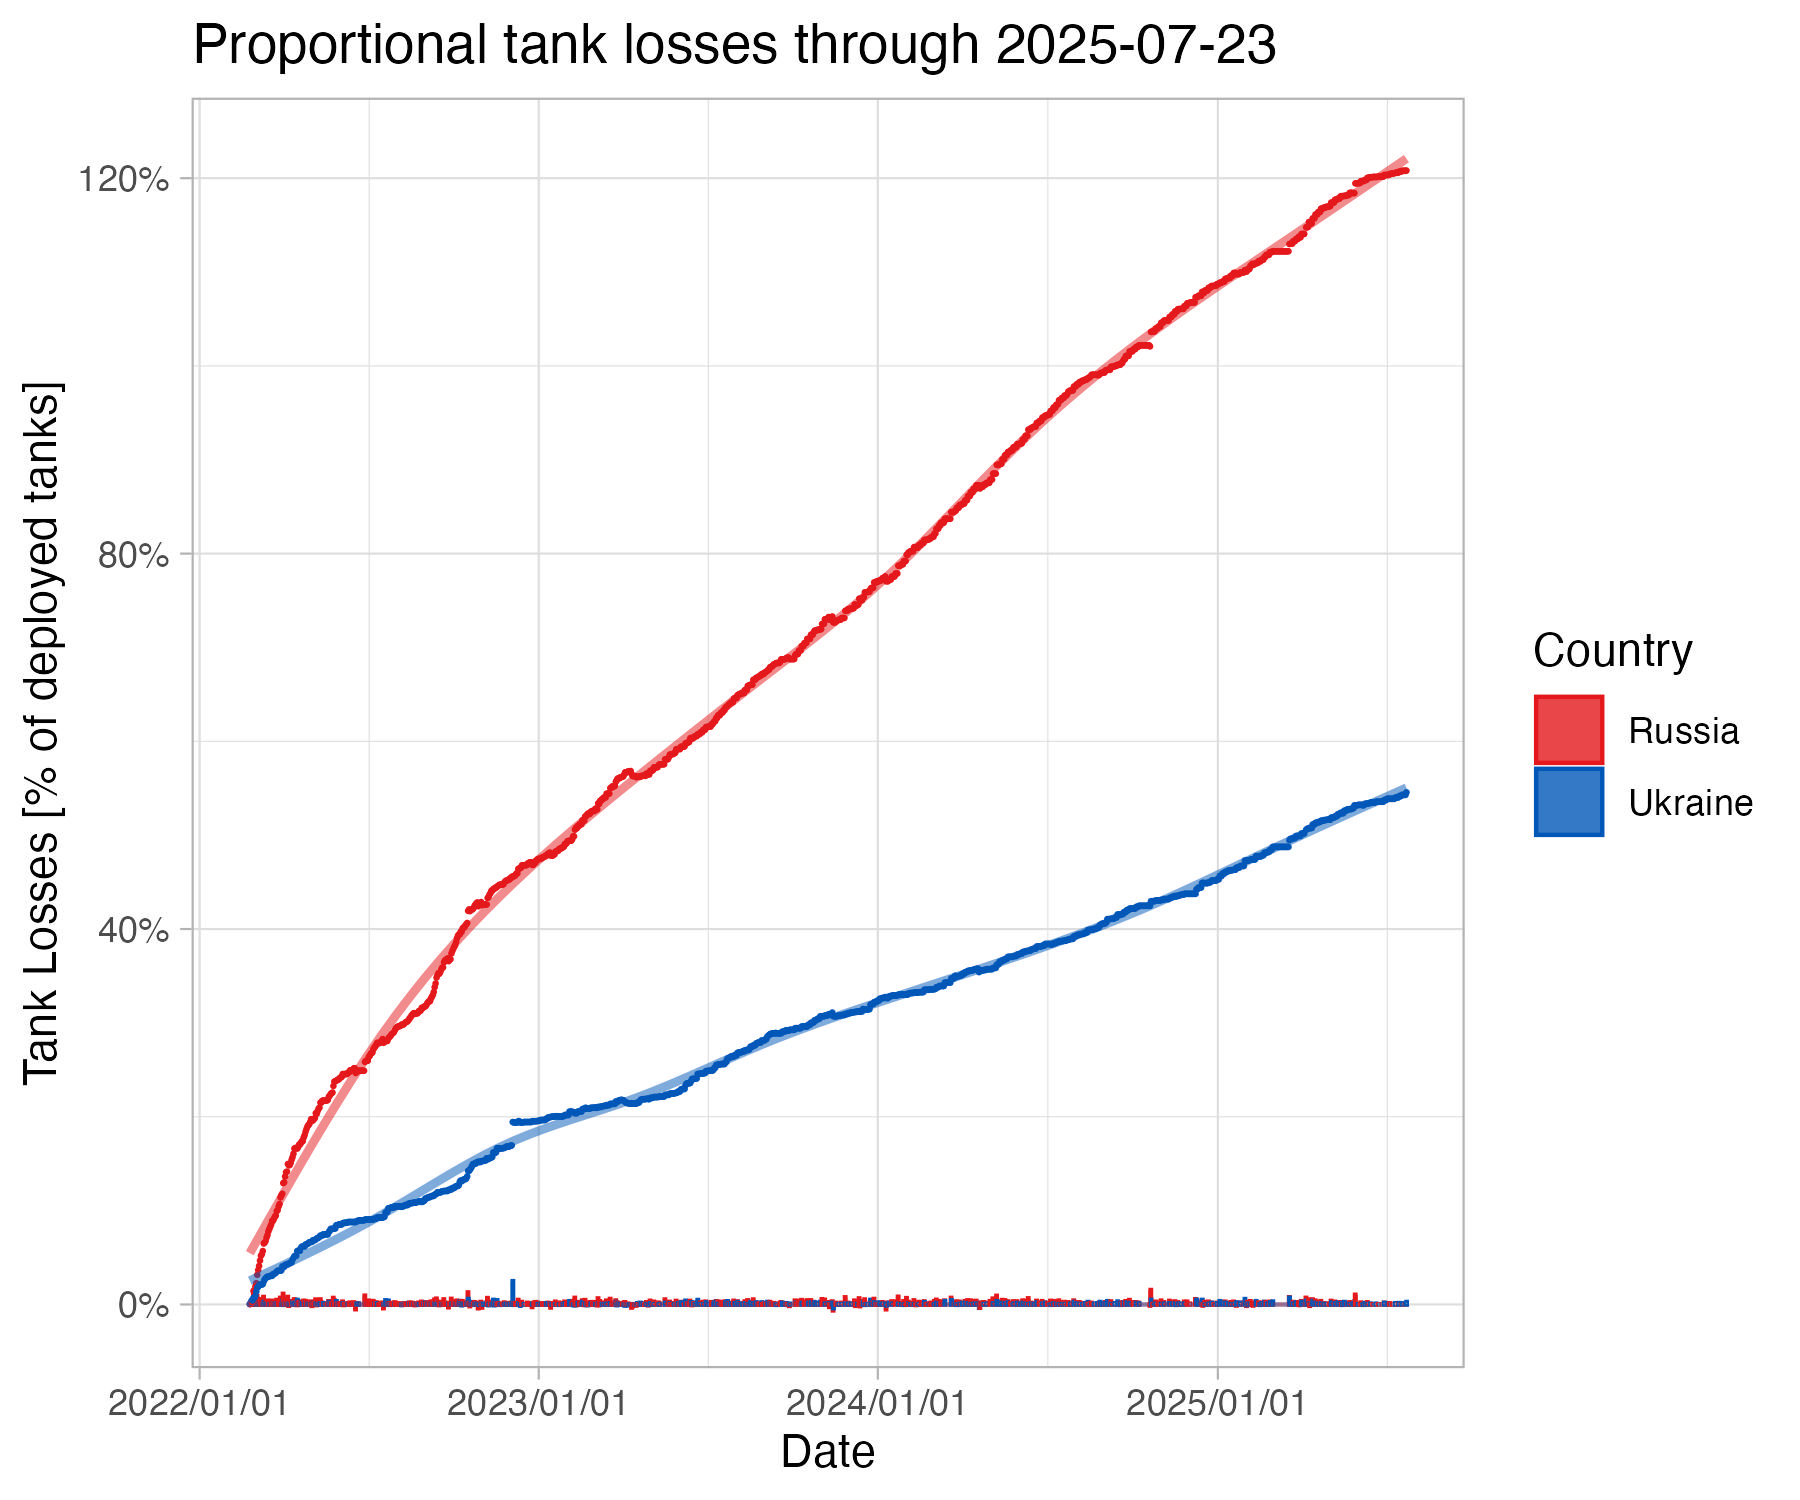 Proportional tank losses through 2025-07-23
Tank Losses [% of deployed tanks]
120%
80%
40%
0%
2022/01/01
2023/01/01
2024/01/01
2025/01/01
Date
Country
Russia
Ukraine